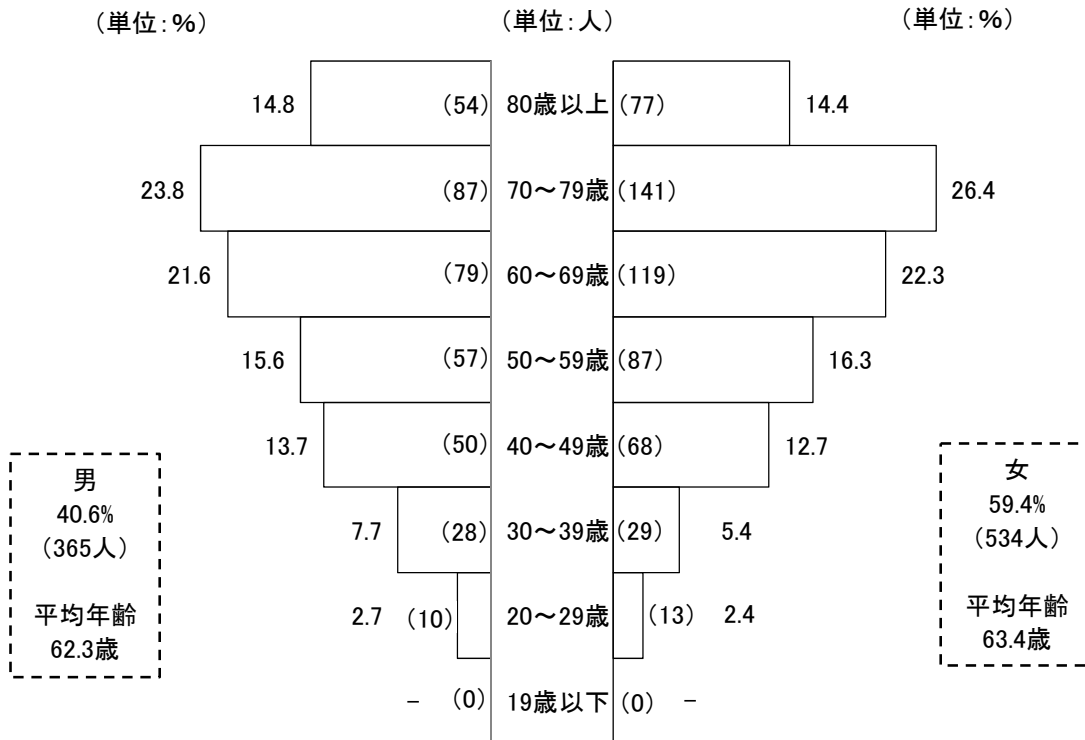 (単位:%) (単位:人) (単位:%)
14.8 (54) 80歳以上 (77) 14.4
23.8 (87) 70～79歳 (141) 26.4
21.6 (79) 60～69歳 (119) 22.3
15.6 (57) 50～59歳 (87) 16.3
13.7 (50) 40～49歳 (68) 12.7
7.7 (28) 30～39歳 (29) 5.4
2.7 (10) 20～29歳 (13) 2.4
－ (0) 19歳以下 (0) －
男
40.6%
(365人)
平均年齢
62.3歳
女
59.4%
(534人)
平均年齢
63.4歳